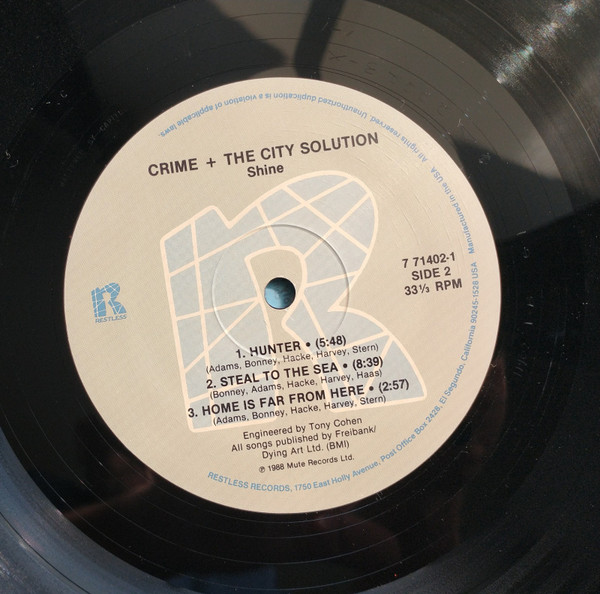 CRIME + THE CITY SOLUTION
Shine
7 71402-1
SIDE 2
33⅓ RPM
RESTLESS
1. HUNTER • (5:48)
(Adams, Bonney, Hacke, Harvey, Stern)
2. STEAL TO THE SEA • (8:39)
(Bonney, Adams, Hacke, Harvey, Haas)
3. HOME IS FAR FROM HERE • (2:57)
(Adams, Bonney, Hacke, Harvey, Stern)
Engineered by Tony Cohen
All songs published by Freibank/
Dying Art Ltd. (BMI)
℗ 1988 Mute Records Ltd.
RESTLESS RECORDS, 1750 East Holly Avenue, Post Office Box 2428, El Segundo, California 90245-1528 USA Manufactured in the USA. All rights reserved. Unauthorized duplication is a violation of applicable laws.